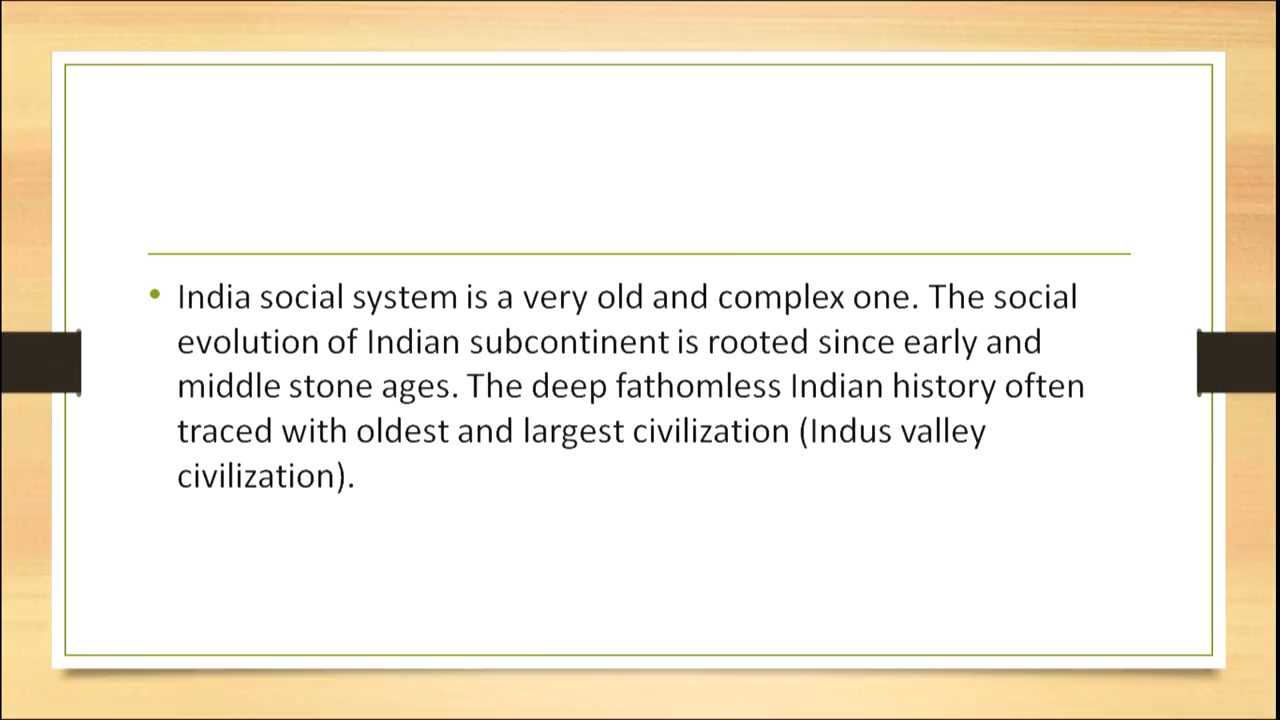 • India social system is a very old and complex one. The social
evolution of Indian subcontinent is rooted since early and
middle stone ages. The deep fathomless Indian history often
traced with oldest and largest civilization (Indus valley
civilization).